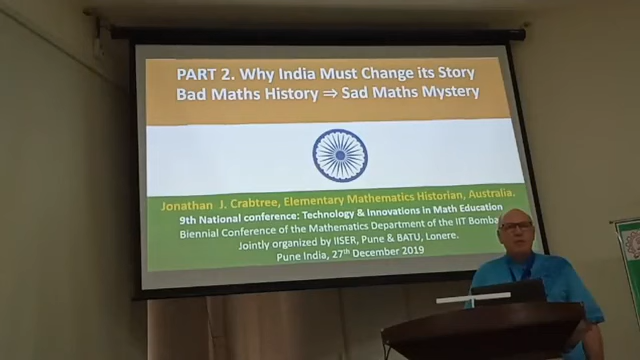 PART 2. Why India Must Change its Story
Bad Maths History ⇒ Sad Maths Mystery
Jonathan J. Crabtree, Elementary Mathematics Historian, Australia.
9th National conference: Technology & Innovations in Math Education
Biennial Conference of the Mathematics Department of the IIT Bomba
Jointly organized by IISER, Pune & BATU, Lonere.
Pune India, 27th December 2019